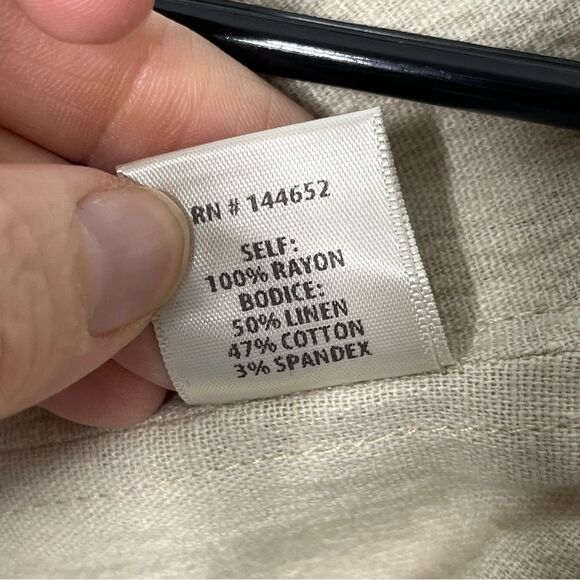 RN # 144652
SELF:
100% RAYON
BODICE:
50% LINEN
47% COTTON
3% SPANDEX